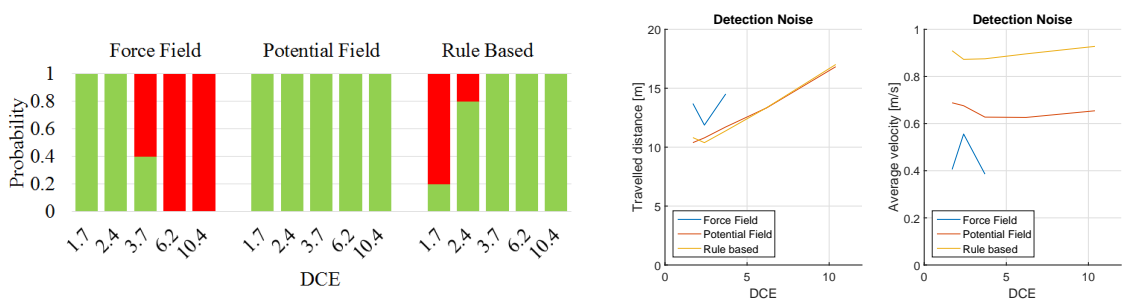 Force Field Potential Field Rule Based
Probability
1
0.8
0.6
0.4
0.2
0
1.7 2.4 3.7 6.2 10.4 1.7 2.4 3.7 6.2 10.4 1.7 2.4 3.7 6.2 10.4
DCE
Detection Noise
Travelled distance [m]
20
15
10
5
0
Force Field
Potential Field
Rule based
0 5 10
DCE
Detection Noise
Average velocity [m/s]
1
0.8
0.6
0.4
0.2
0
Force Field
Potential Field
Rule based
0 5 10
DCE